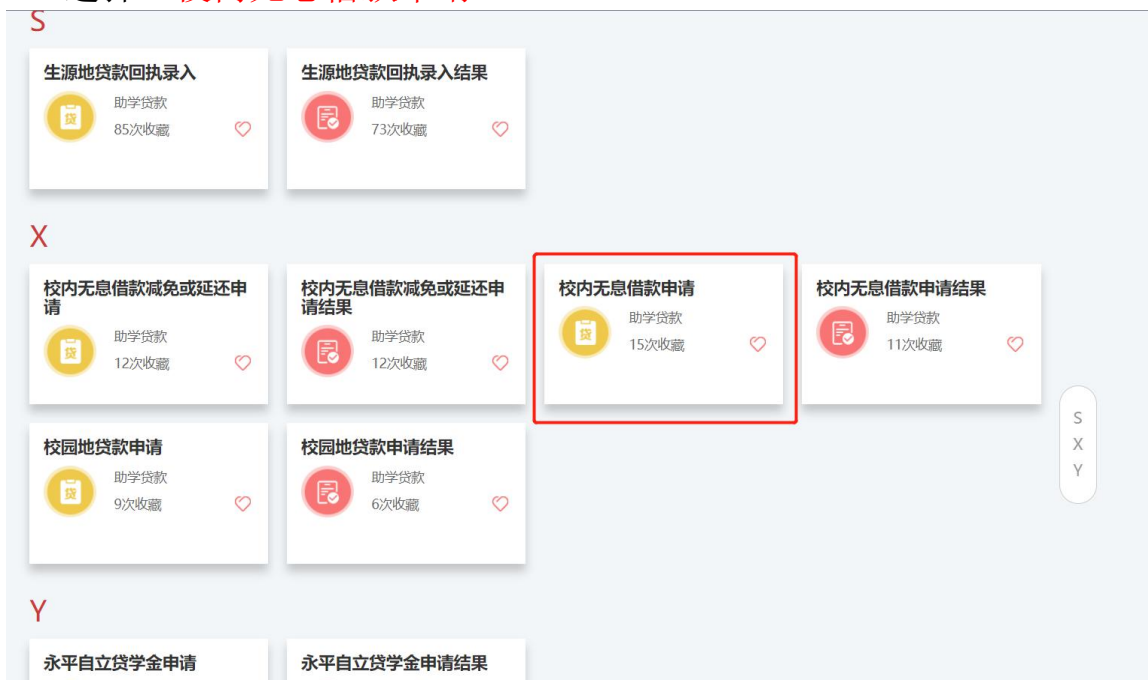 S
生源地贷款回执录入
助学贷款
85次收藏
生源地贷款回执录入结果
助学贷款
73次收藏
X
校内无息借款减免或延还申
请
贷
助学贷款
12次收藏
校内无息借款减免或延还申
请结果
助学贷款
12次收藏
校内无息借款申请
贷
助学贷款
15次收藏
校内无息借款申请结果
助学贷款
11次收藏
校园地贷款申请
贷
助学贷款
9次收藏
校园地贷款申请结果
助学贷款
6次收藏
S
X
Y
Y
永平自立贷学金申请
永平自立贷学金申请结果